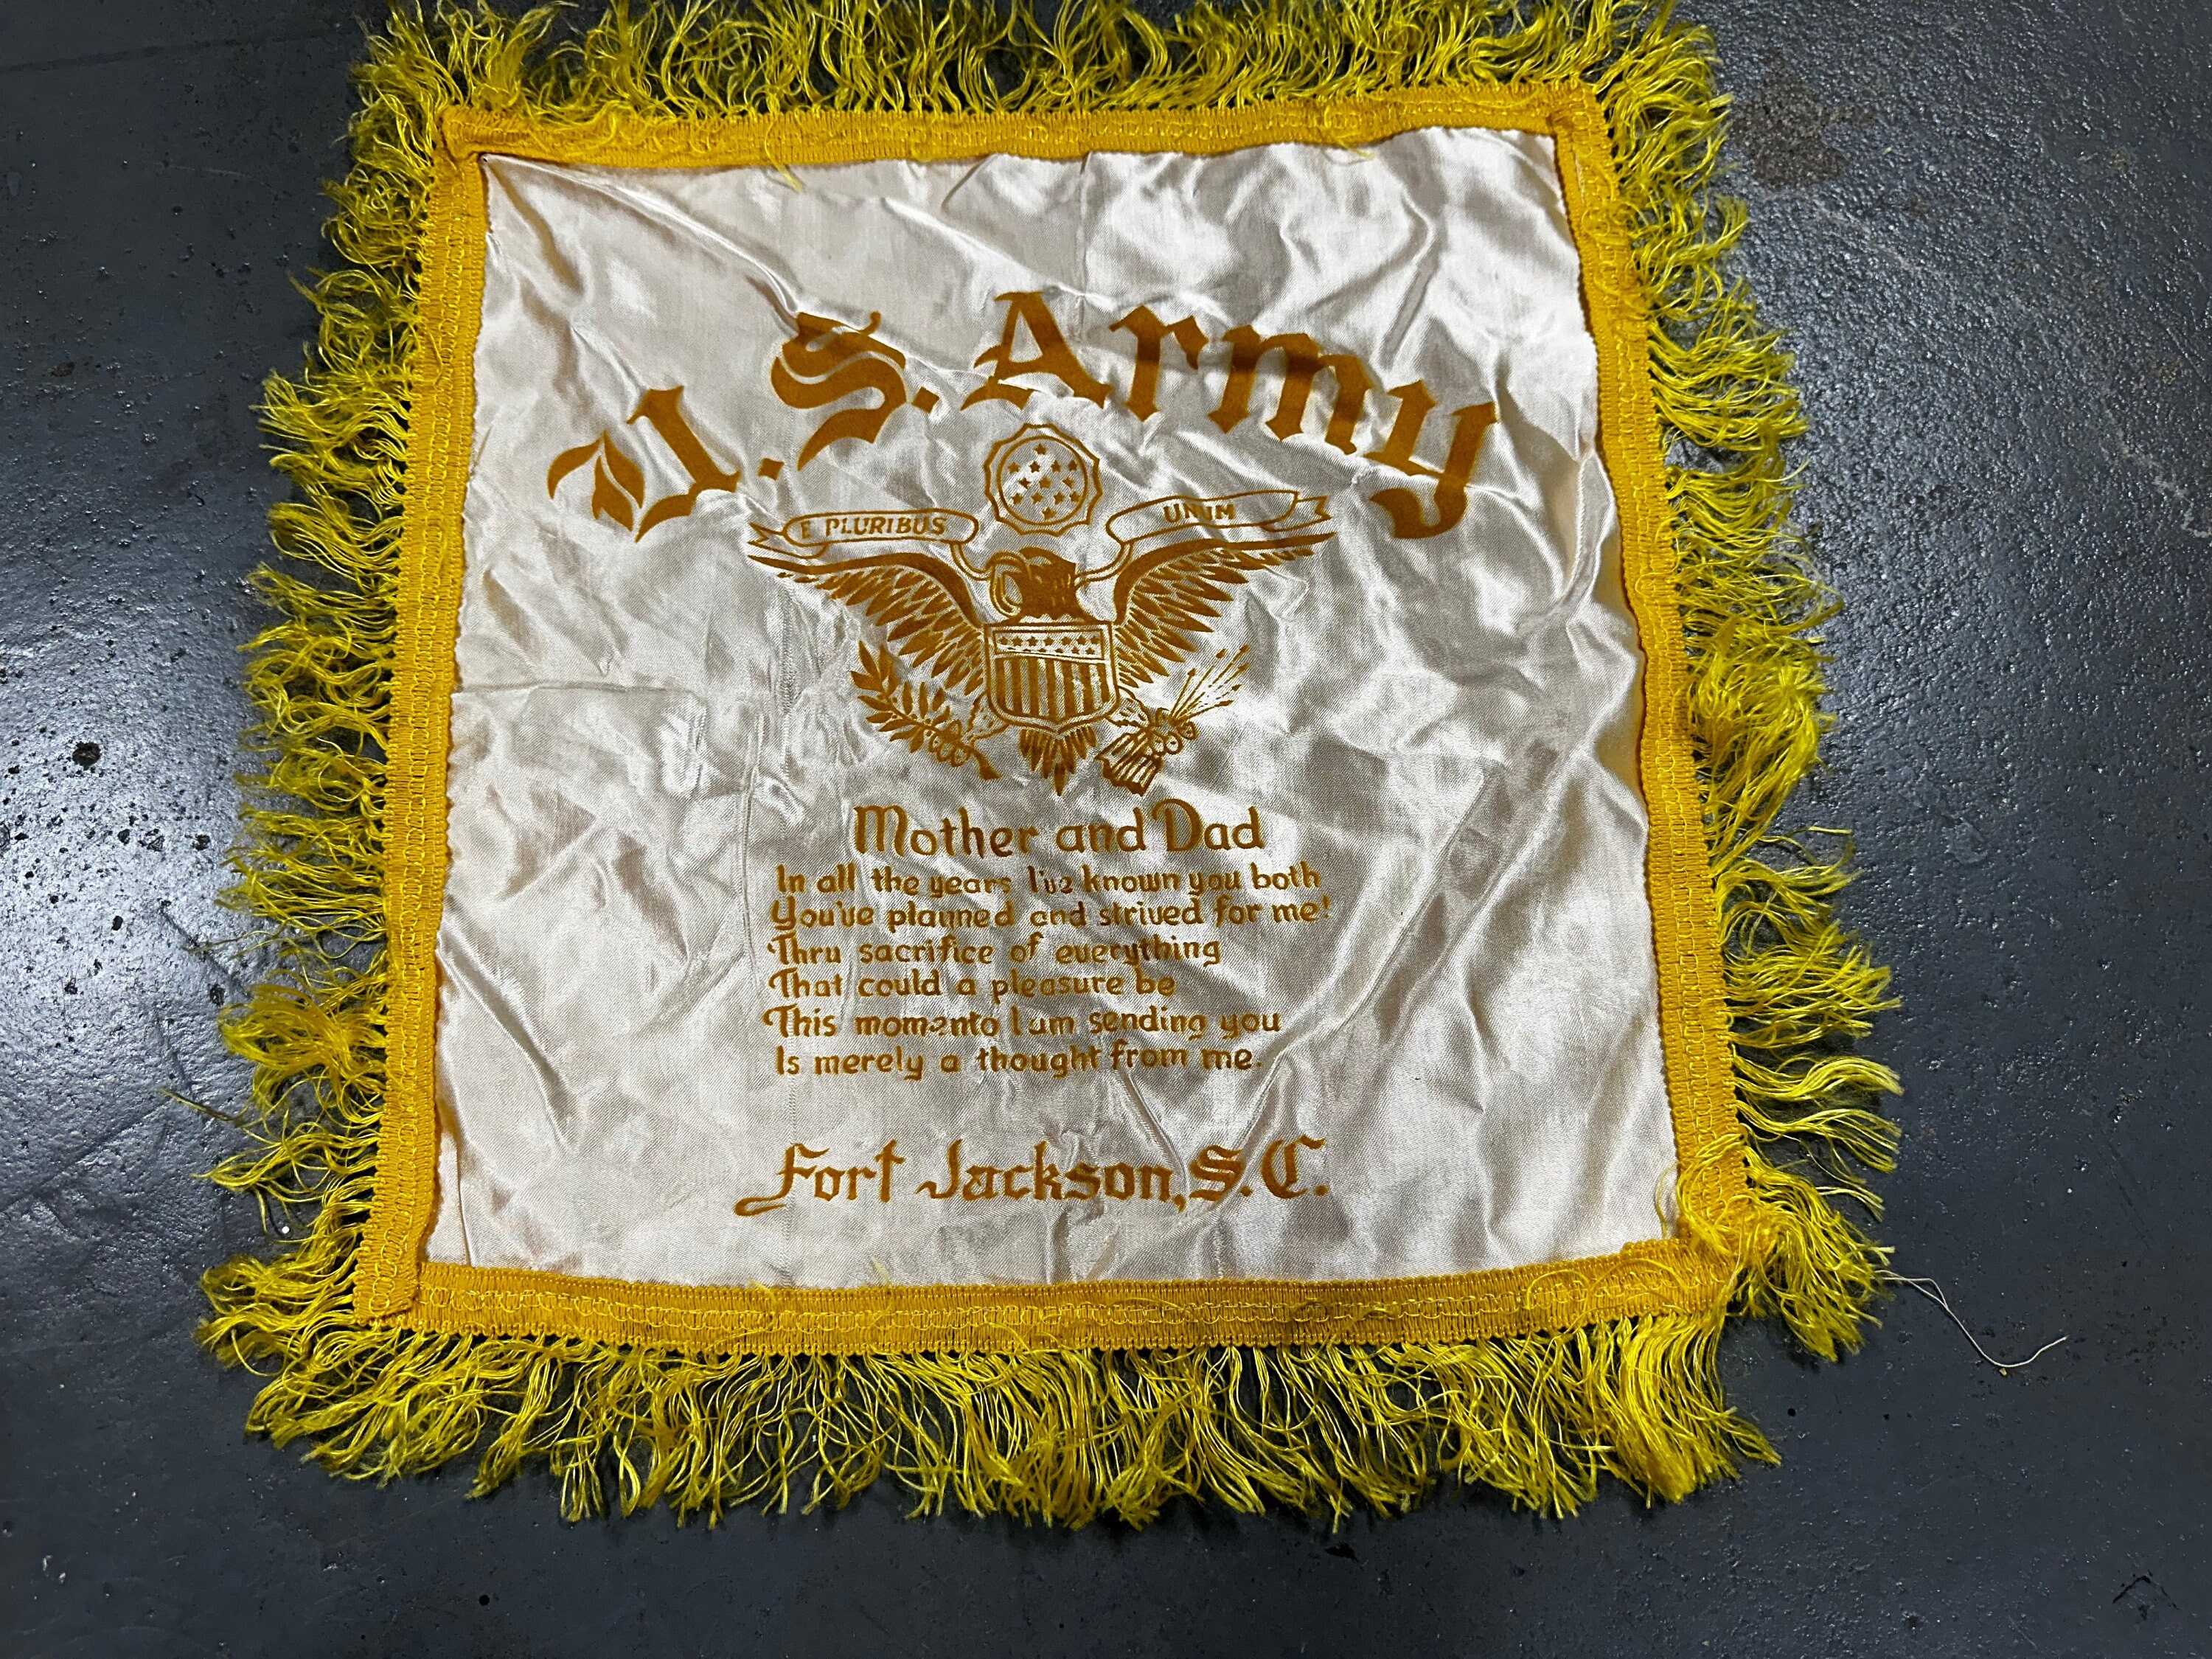 U.S. Army
E PLURIBUS UNUM
Mother and Dad
In all the years I've known you both
You've planned and strived for me!
Thru sacrifice of everything
That could a pleasure be
This momento I am sending you
Is merely a thought from me.
Fort Jackson, S.C.